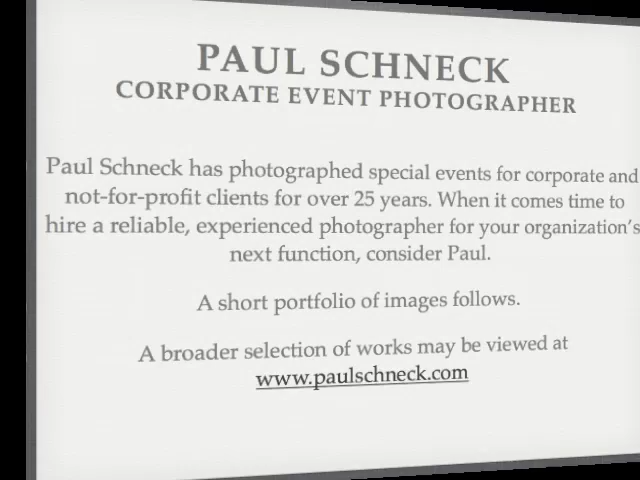 PAUL SCHNECK
CORPORATE EVENT PHOTOGRAPHER
Paul Schneck has photographed special events for corporate and
not-for-profit clients for over 25 years. When it comes time to
hire a reliable, experienced photographer for your organization's
next function, consider Paul.
A short portfolio of images follows.
A broader selection of works may be viewed at
www.paulschneck.com